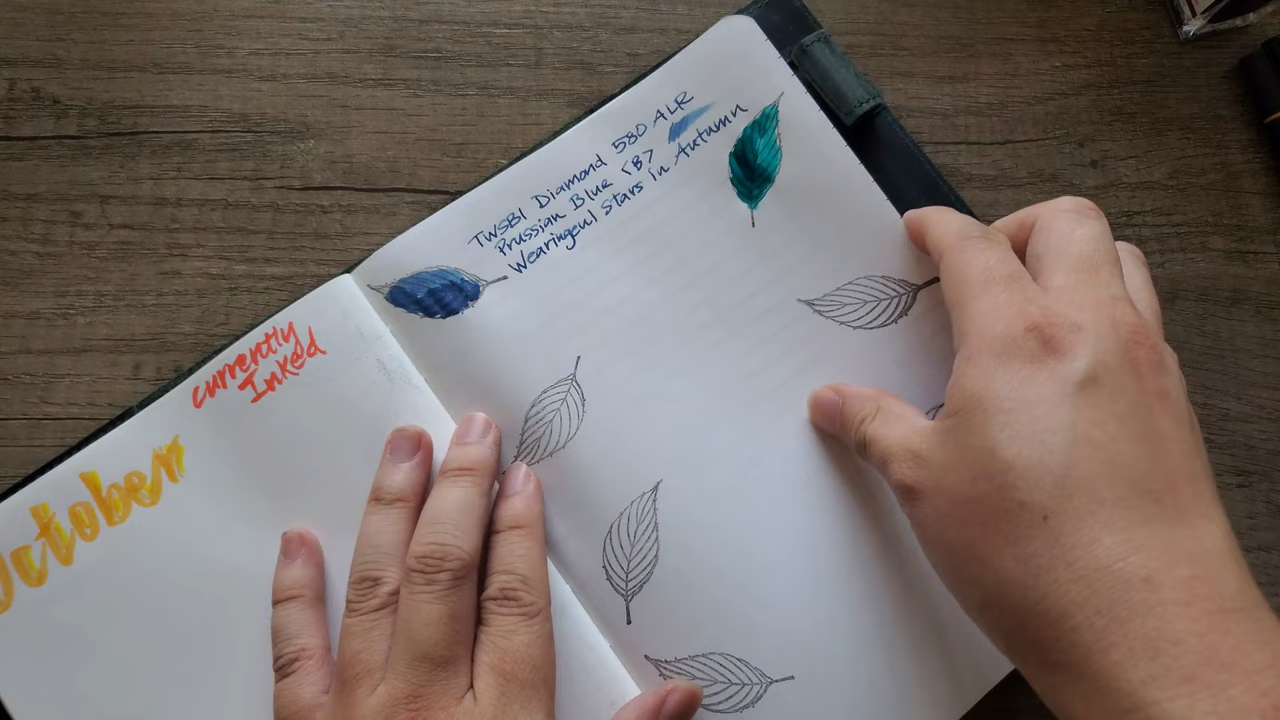 October
currently
Inked
TWSBI Diamond 580 ALR
Prussian Blue <B>
Wearingeul Stars in Autumn